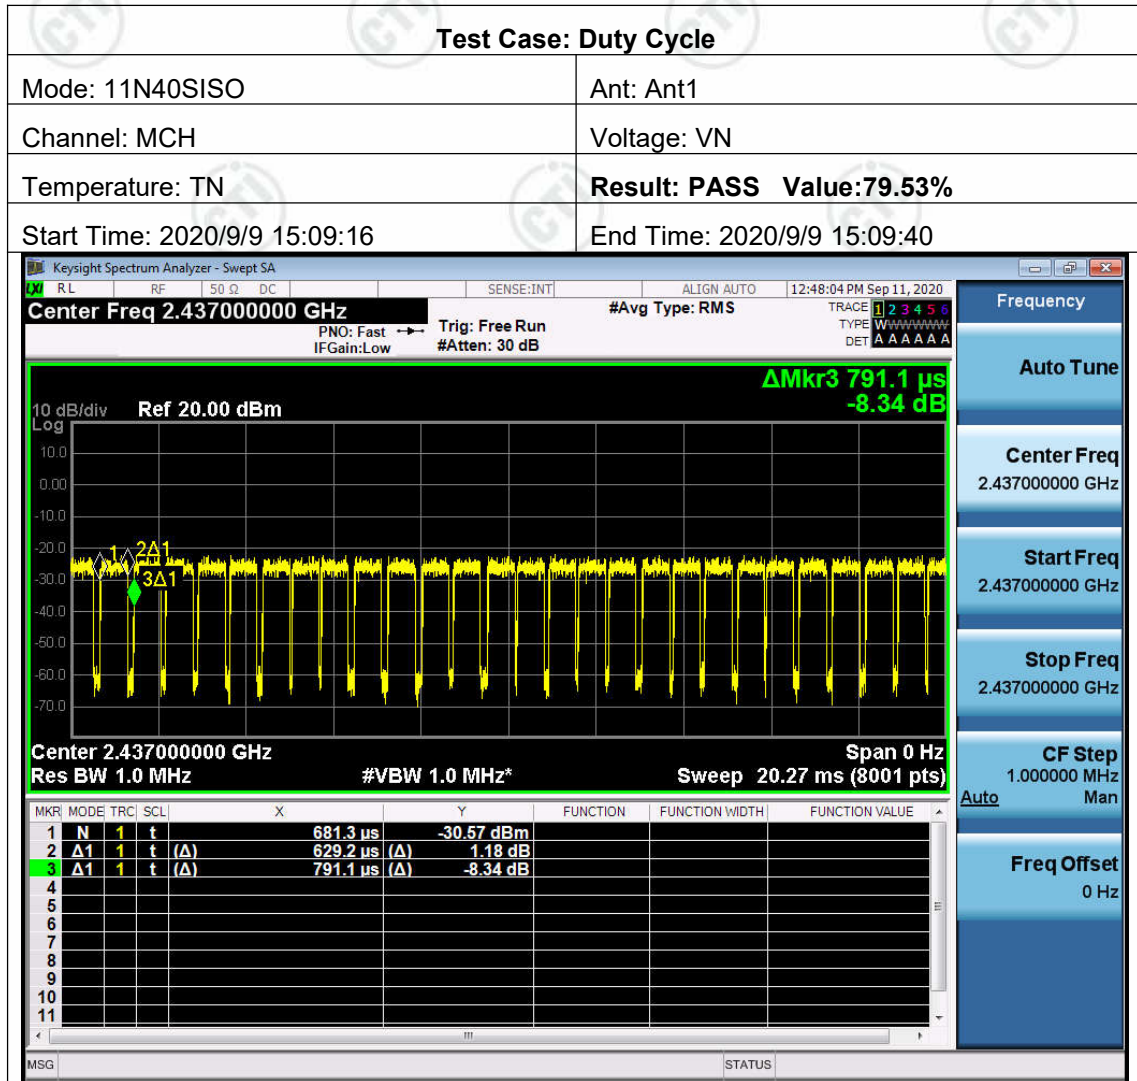 Test Case: Duty Cycle
Mode: 11N40SISO Ant: Ant1
Channel: MCH Voltage: VN
Temperature: TN Result: PASS Value:79.53%
Start Time: 2020/9/9 15:09:16 End Time: 2020/9/9 15:09:40
Keysight Spectrum Analyzer - Swept SA
LXI RL RF 50 Ω DC SENSE:INT ALIGN AUTO 12:48:04 PM Sep 11, 2020
Center Freq 2.437000000 GHz #Avg Type: RMS TRACE 1 2 3 4 5 6
PNO: Fast Trig: Free Run TYPE WWWWWW
IFGain:Low #Atten: 30 dB DET A A A A A A
Frequency
Auto Tune
ΔMkr3 791.1 µs
-8.34 dB
10 dB/div Ref 20.00 dBm
Log
10.0
0.00
-10.0
-20.0
-30.0
-40.0
-50.0
-60.0
-70.0
1 2Δ1
3Δ1
Center 2.437000000 GHz Span 0 Hz
Res BW 1.0 MHz #VBW 1.0 MHz* Sweep 20.27 ms (8001 pts)
Center Freq
2.437000000 GHz
Start Freq
2.437000000 GHz
Stop Freq
2.437000000 GHz
CF Step
1.000000 MHz
Auto Man
Freq Offset
0 Hz
MKR MODE TRC SCL X Y FUNCTION FUNCTION WIDTH FUNCTION VALUE
1 N 1 t 681.3 µs -30.57 dBm
2 Δ1 1 t (Δ) 629.2 µs (Δ) 1.18 dB
3 Δ1 1 t (Δ) 791.1 µs (Δ) -8.34 dB
4
5
6
7
8
9
10
11
MSG STATUS
CTI
CTI
CTI
CTI
CTI
CTI
CTI